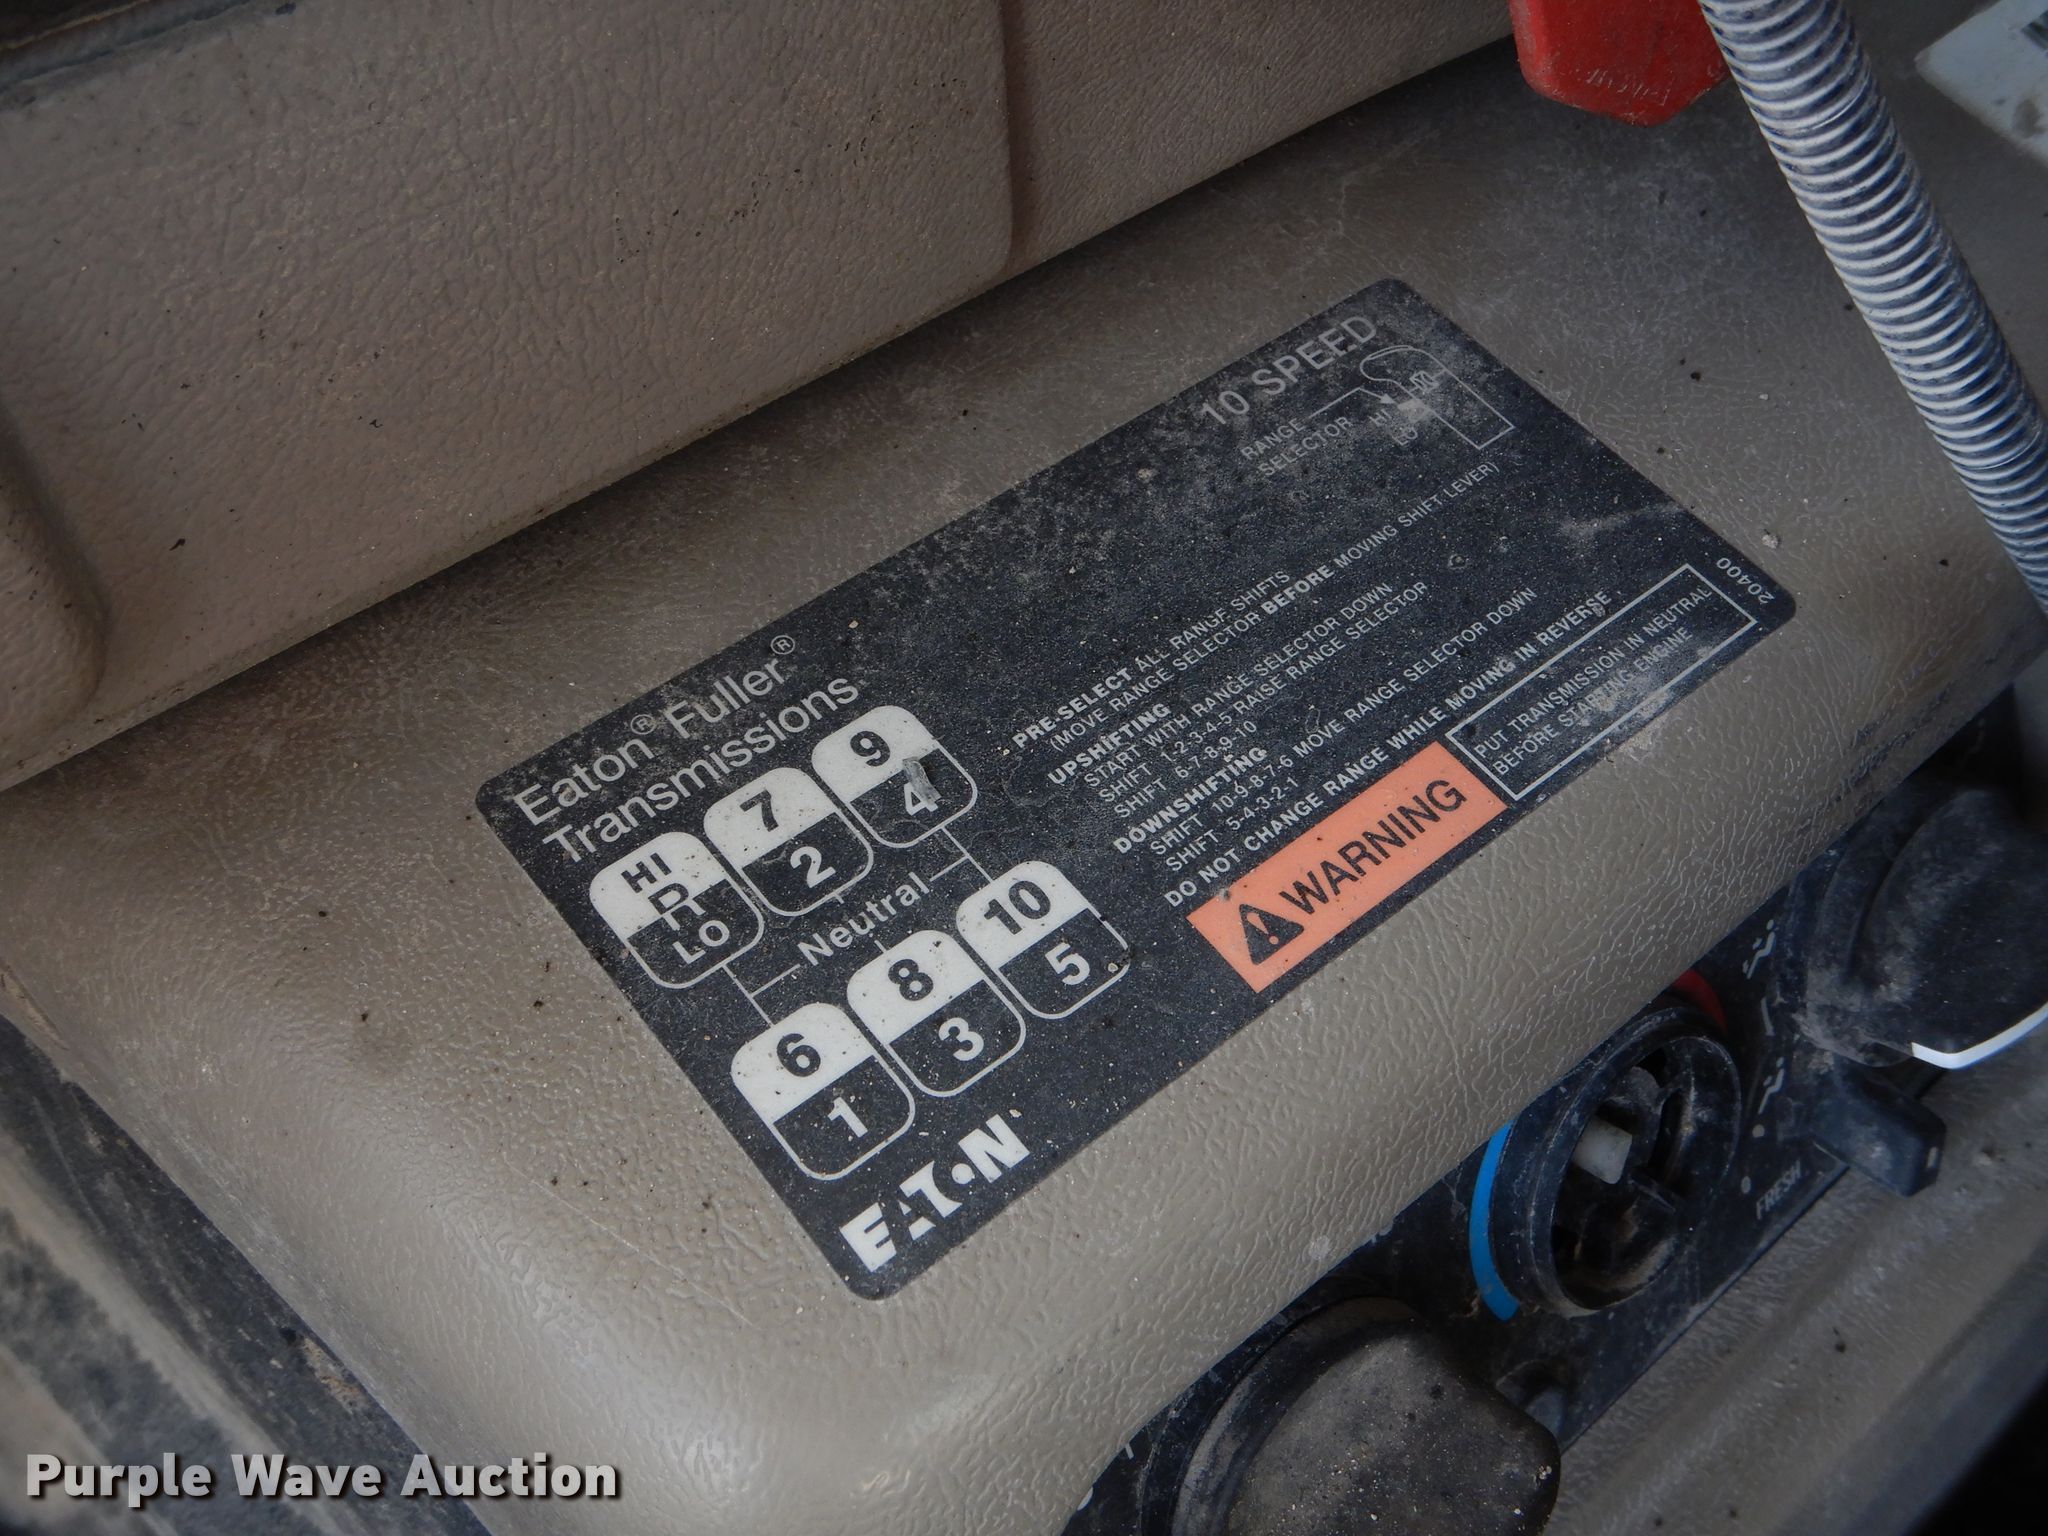 Eaton® Fuller®
Transmissions
10 SPEED
RANGE
SELECTOR
HI
LO
HI
R
LO
7
2
9
4
Neutral
6
1
8
3
10
5
EATON
PRE-SELECT ALL RANGE SHIFTS
(MOVE RANGE SELECTOR BEFORE MOVING SHIFT LEVER)
UPSHIFTING
START WITH RANGE SELECTOR DOWN
SHIFT 1-2-3-4-5 RAISE RANGE SELECTOR
SHIFT 6-7-8-9-10
DOWNSHIFTING
SHIFT 10-9-8-7-6 MOVE RANGE SELECTOR DOWN
SHIFT 5-4-3-2-1
DO NOT CHANGE RANGE WHILE MOVING IN REVERSE
WARNING
PUT TRANSMISSION IN NEUTRAL
BEFORE STARTING ENGINE
20400
FRESH
Purple Wave Auction